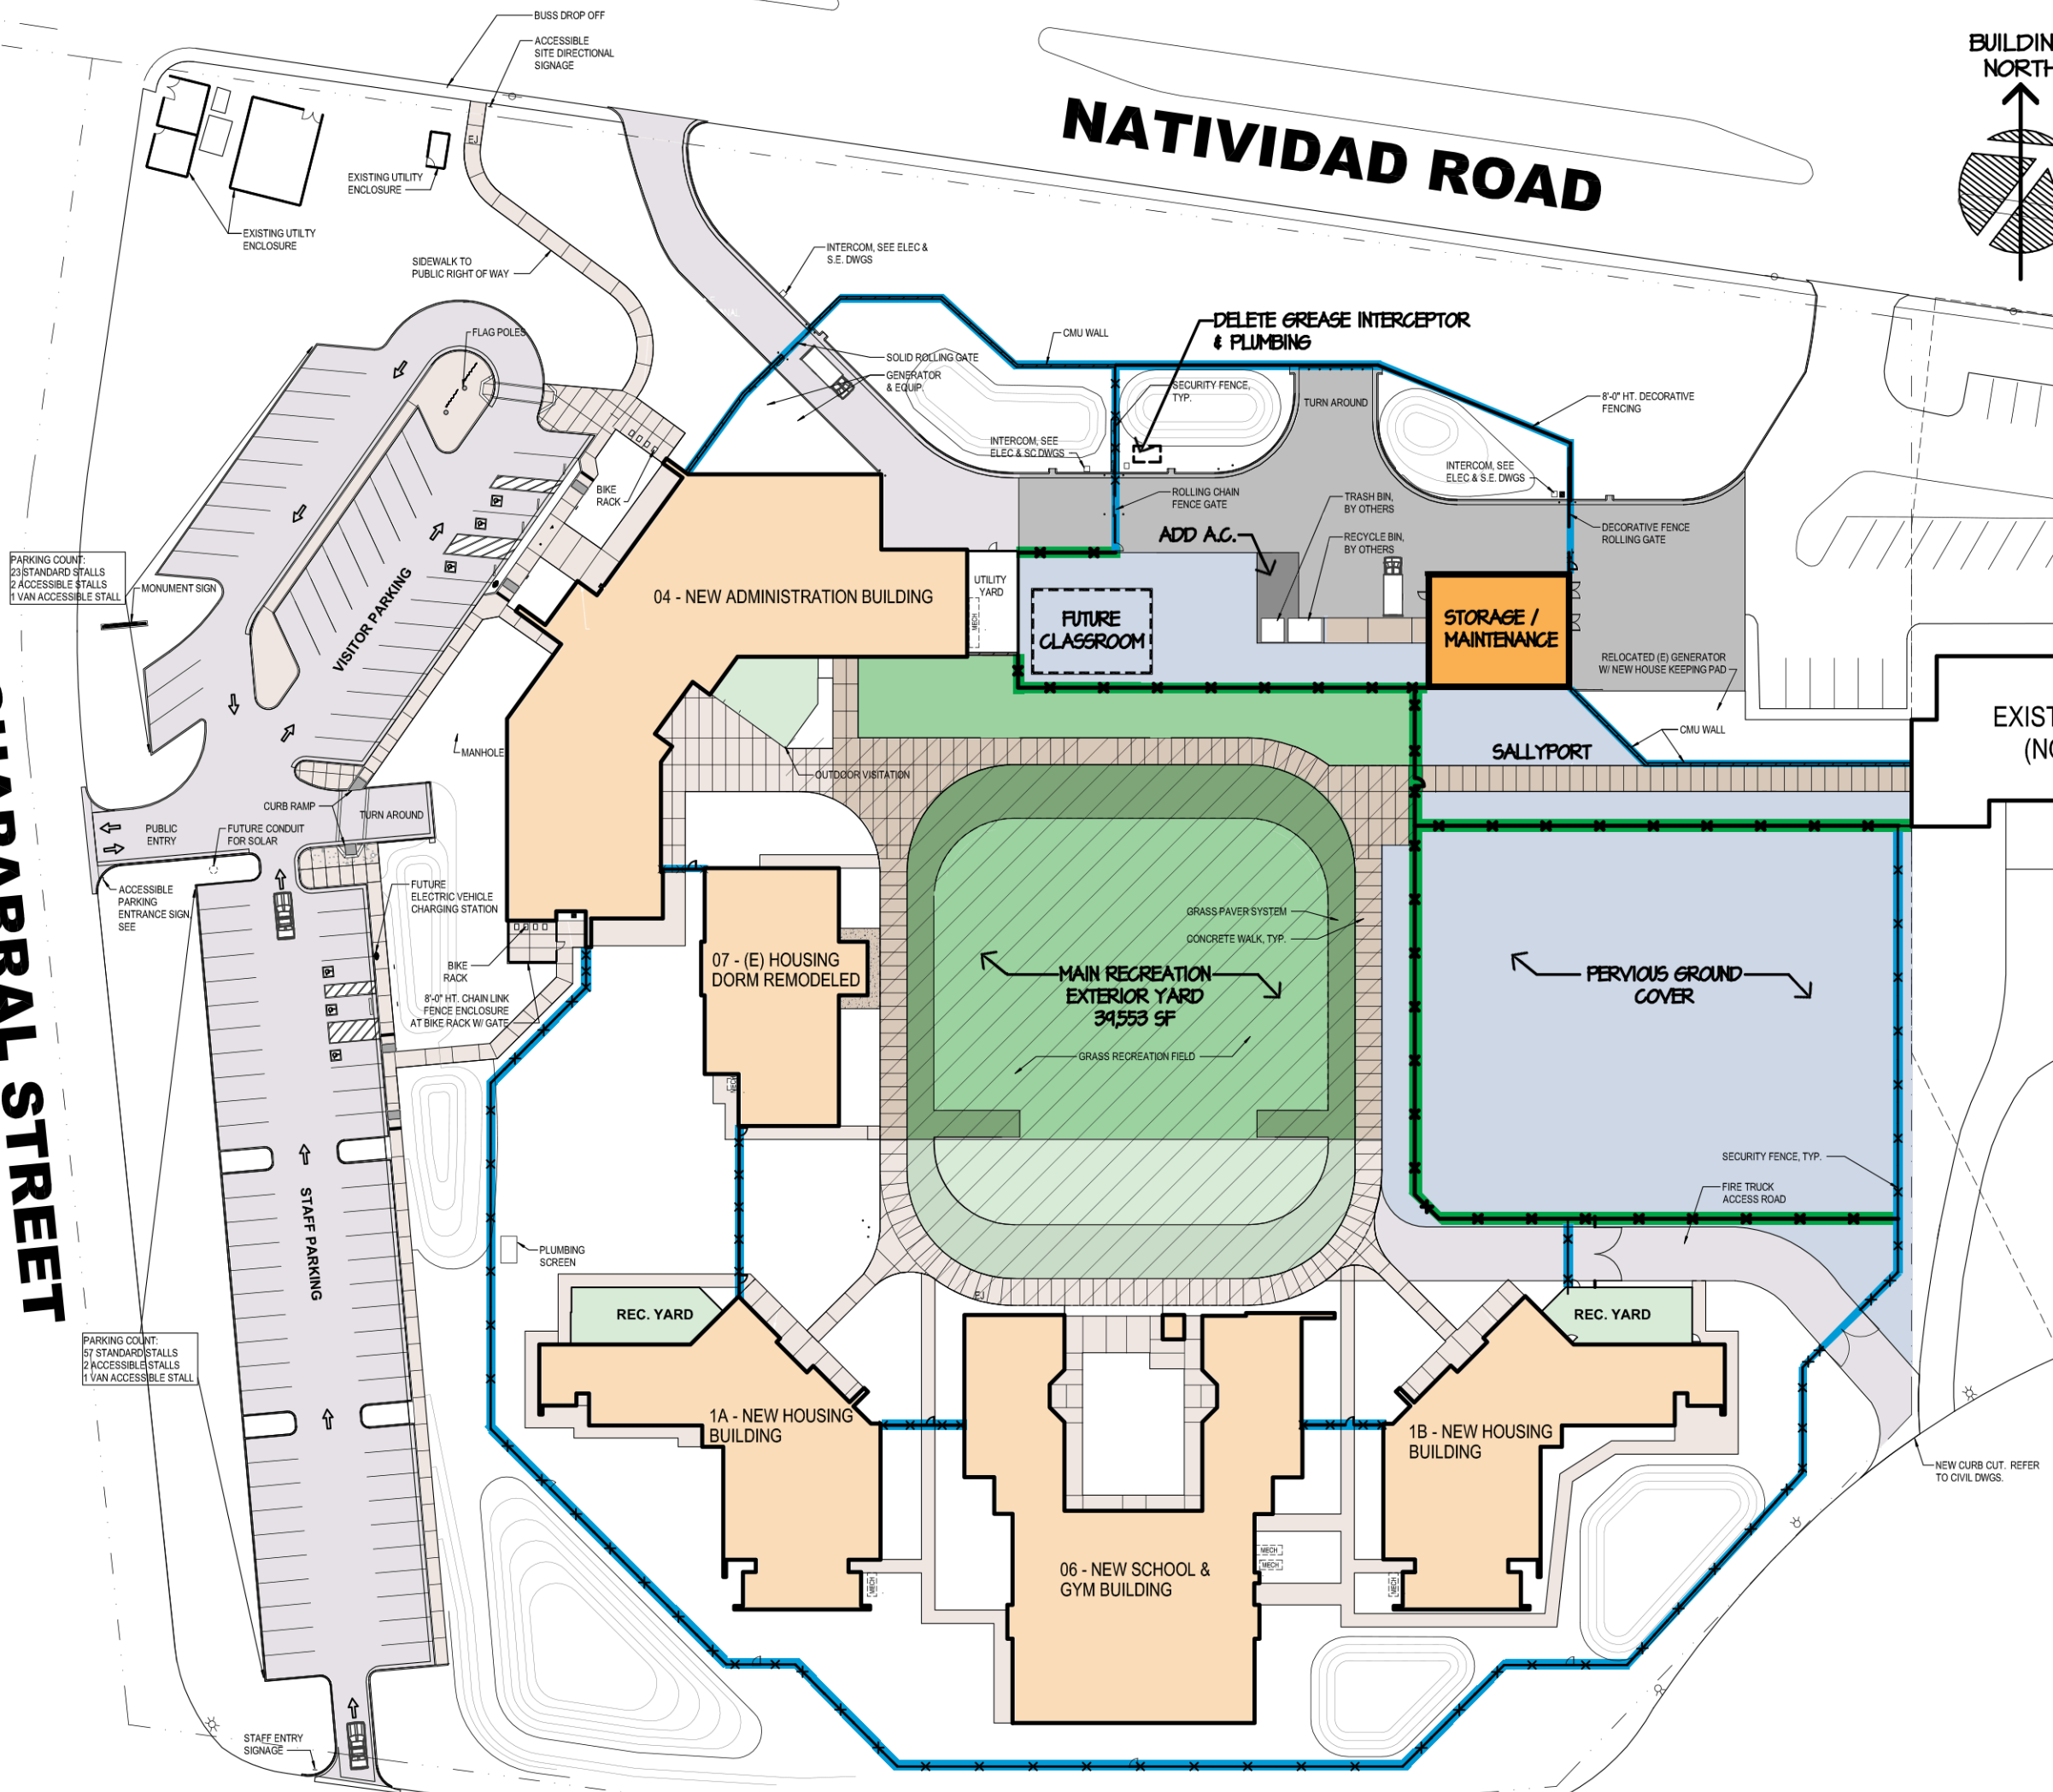 BUSS DROP OFF
ACCESSIBLE
SITE DIRECTIONAL
SIGNAGE
NATIVIDAD ROAD
EJ
EXISTING UTILITY
ENCLOSURE
EXISTING UTILTY
ENCLOSURE
SIDEWALK TO
PUBLIC RIGHT OF WAY
INTERCOM, SEE ELEC &
S.E. DWGS
FLAG POLES
CMU WALL
DELETE GREASE INTERCEPTOR
& PLUMBING
SOLID ROLLING GATE
GENERATOR
& EQUIP.
SECURITY FENCE,
TYP.
TURN AROUND
8'-0" HT. DECORATIVE
FENCING
INTERCOM, SEE
ELEC & SC DWGS
INTERCOM, SEE
ELEC & S.E. DWGS
BIKE
RACK
ROLLING CHAIN
FENCE GATE
TRASH BIN,
BY OTHERS
ADD A.C.
RECYCLE BIN,
BY OTHERS
DECORATIVE FENCE
ROLLING GATE
PARKING COUNT:
23 STANDARD STALLS
2 ACCESSIBLE STALLS
1 VAN ACCESSIBLE STALL
MONUMENT SIGN
VISITOR PARKING
04 - NEW ADMINISTRATION BUILDING
UTILITY
YARD
MECH
FUTURE
CLASSROOM
STORAGE /
MAINTENANCE
RELOCATED (E) GENERATOR
W/ NEW HOUSE KEEPING PAD
MANHOLE
OUTDOOR VISITATION
SALLYPORT
CMU WALL
CURB RAMP
TURN AROUND
PUBLIC
ENTRY
FUTURE CONDUIT
FOR SOLAR
ACCESSIBLE
PARKING
ENTRANCE SIGN,
SEE
FUTURE
ELECTRIC VEHICLE
CHARGING STATION
BIKE
RACK
8'-0" HT. CHAIN LINK
FENCE ENCLOSURE
AT BIKE RACK W/ GATE
07 - (E) HOUSING
DORM REMODELED
MECH
GRASS PAVER SYSTEM
CONCRETE WALK, TYP.
MAIN RECREATION
EXTERIOR YARD
39,553 SF
GRASS RECREATION FIELD
PERVIOUS GROUND
COVER
SECURITY FENCE, TYP.
FIRE TRUCK
ACCESS ROAD
STAFF PARKING
PLUMBING
SCREEN
EJ
REC. YARD
REC. YARD
PARKING COUNT:
57 STANDARD STALLS
2 ACCESSIBLE STALLS
1 VAN ACCESSIBLE STALL
1A - NEW HOUSING
BUILDING
1B - NEW HOUSING
BUILDING
NEW CURB CUT. REFER
TO CIVIL DWGS.
06 - NEW SCHOOL &
GYM BUILDING
MECH
MECH
MECH
MECH
STAFF ENTRY
SIGNAGE
STREET